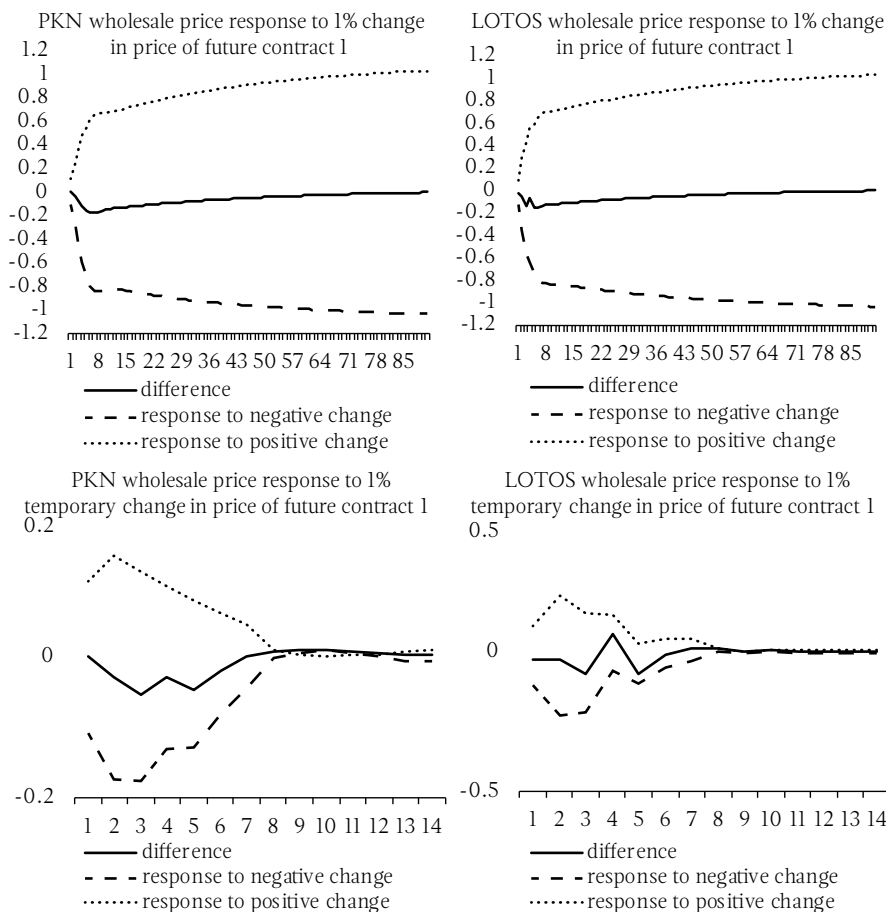 PKN wholesale price response to 1% change
in price of future contract 1
1.2
1
0.8
0.6
0.4
0.2
0
-0.2
-0.4
-0.6
-0.8
-1
-1.2
1 8 15 22 29 36 43 50 57 64 71 78 85
difference
response to negative change
response to positive change
LOTOS wholesale price response to 1% change
in price of future contract 1
1.2
1
0.8
0.6
0.4
0.2
0
-0.2
-0.4
-0.6
-0.8
-1
-1.2
1 8 15 22 29 36 43 50 57 64 71 78 85
difference
response to negative change
response to positive change
PKN wholesale price response to 1%
temporary change in price of future contract 1
0.2
0
-0.2
1 2 3 4 5 6 7 8 9 10 11 12 13 14
difference
response to negative change
response to positive change
LOTOS wholesale price response to 1%
temporary change in price of future contract 1
0.5
0
-0.5
1 2 3 4 5 6 7 8 9 10 11 12 13 14
difference
response to negative change
response to positive change